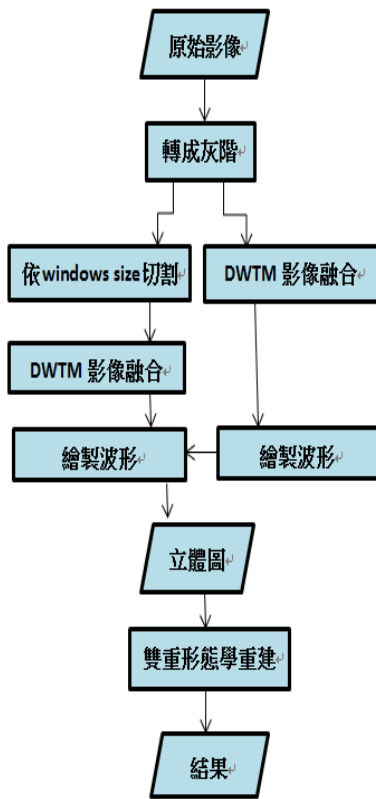 原始影像
轉成灰階
依windows size切割
DWTM 影像融合
DWTM 影像融合
繪製波形
繪製波形
立體圖
雙重形態學重建
結果